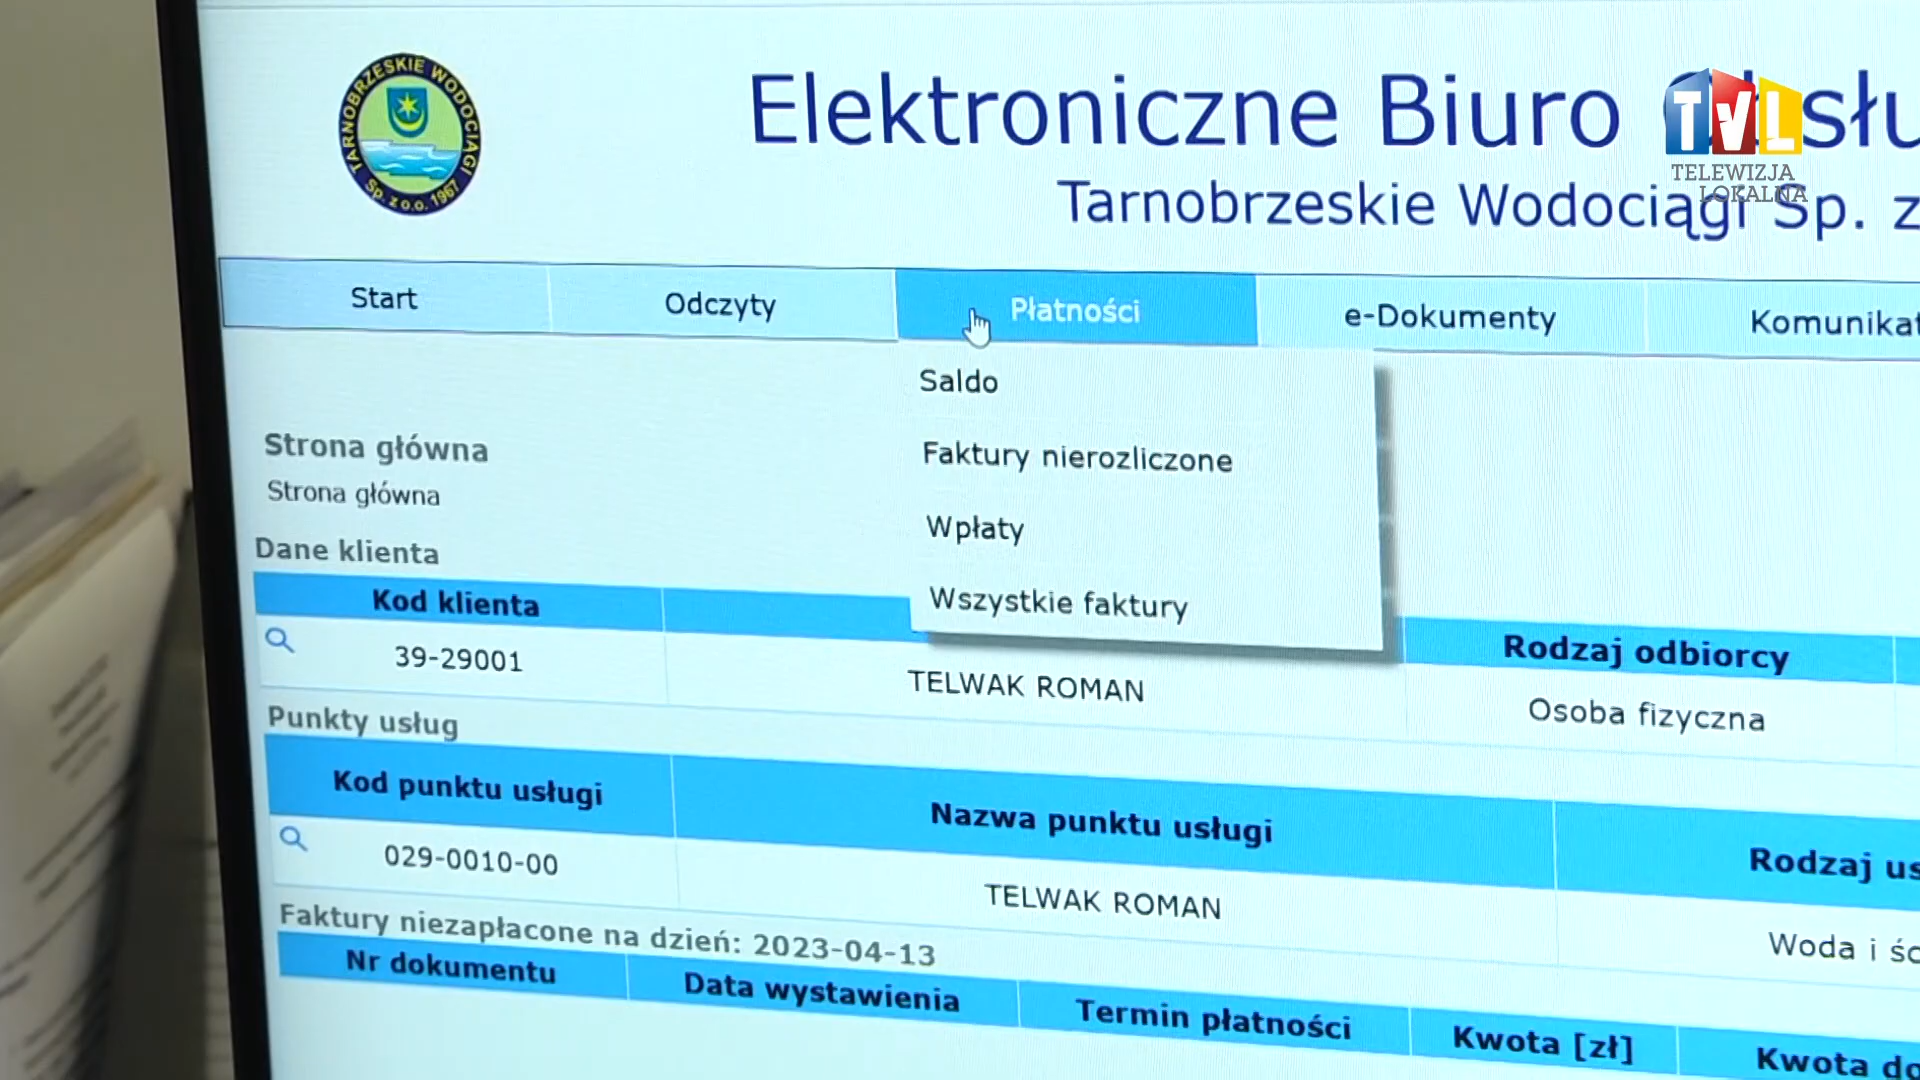 TARNOBRZESKIE WODOCIĄGI
Sp. z o.o. 1967
Elektroniczne Biuro
Tarnobrzeskie Wodociągi Sp. z
TVL
TELEWIZJA
LOKALNA
Start
Odczyty
Płatności
e-Dokumenty
Saldo
Faktury nierozliczone
Wpłaty
Wszystkie faktury
Strona główna
Strona główna
Dane klienta
Kod klienta
Rodzaj odbiorcy
39-29001
TELWAK ROMAN
Osoba fizyczna
Punkty usług
Kod punktu usługi
Nazwa punktu usługi
Rodzaj
029-0010-00
TELWAK ROMAN
Woda i
Faktury niezapłacone na dzień: 2023-04-13
Nr dokumentu
Data wystawienia
Termin płatności
Kwota [zł]
Kwota